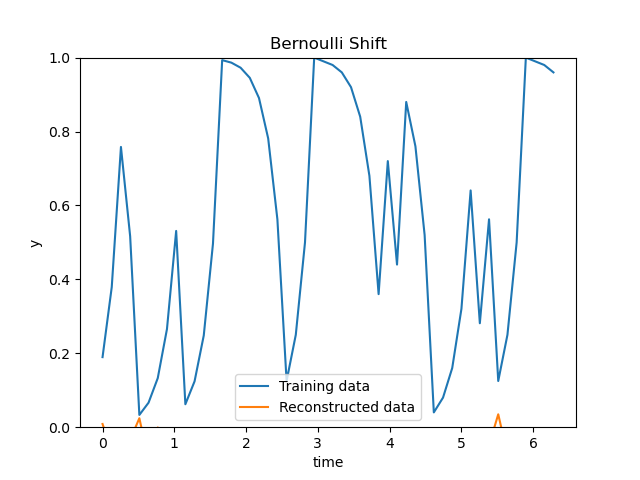 Bernoulli Shift
1.0
0.8
0.6
0.4
0.2
0.0
y
Training data
Reconstructed data
0 1 2 3 4 5 6
time